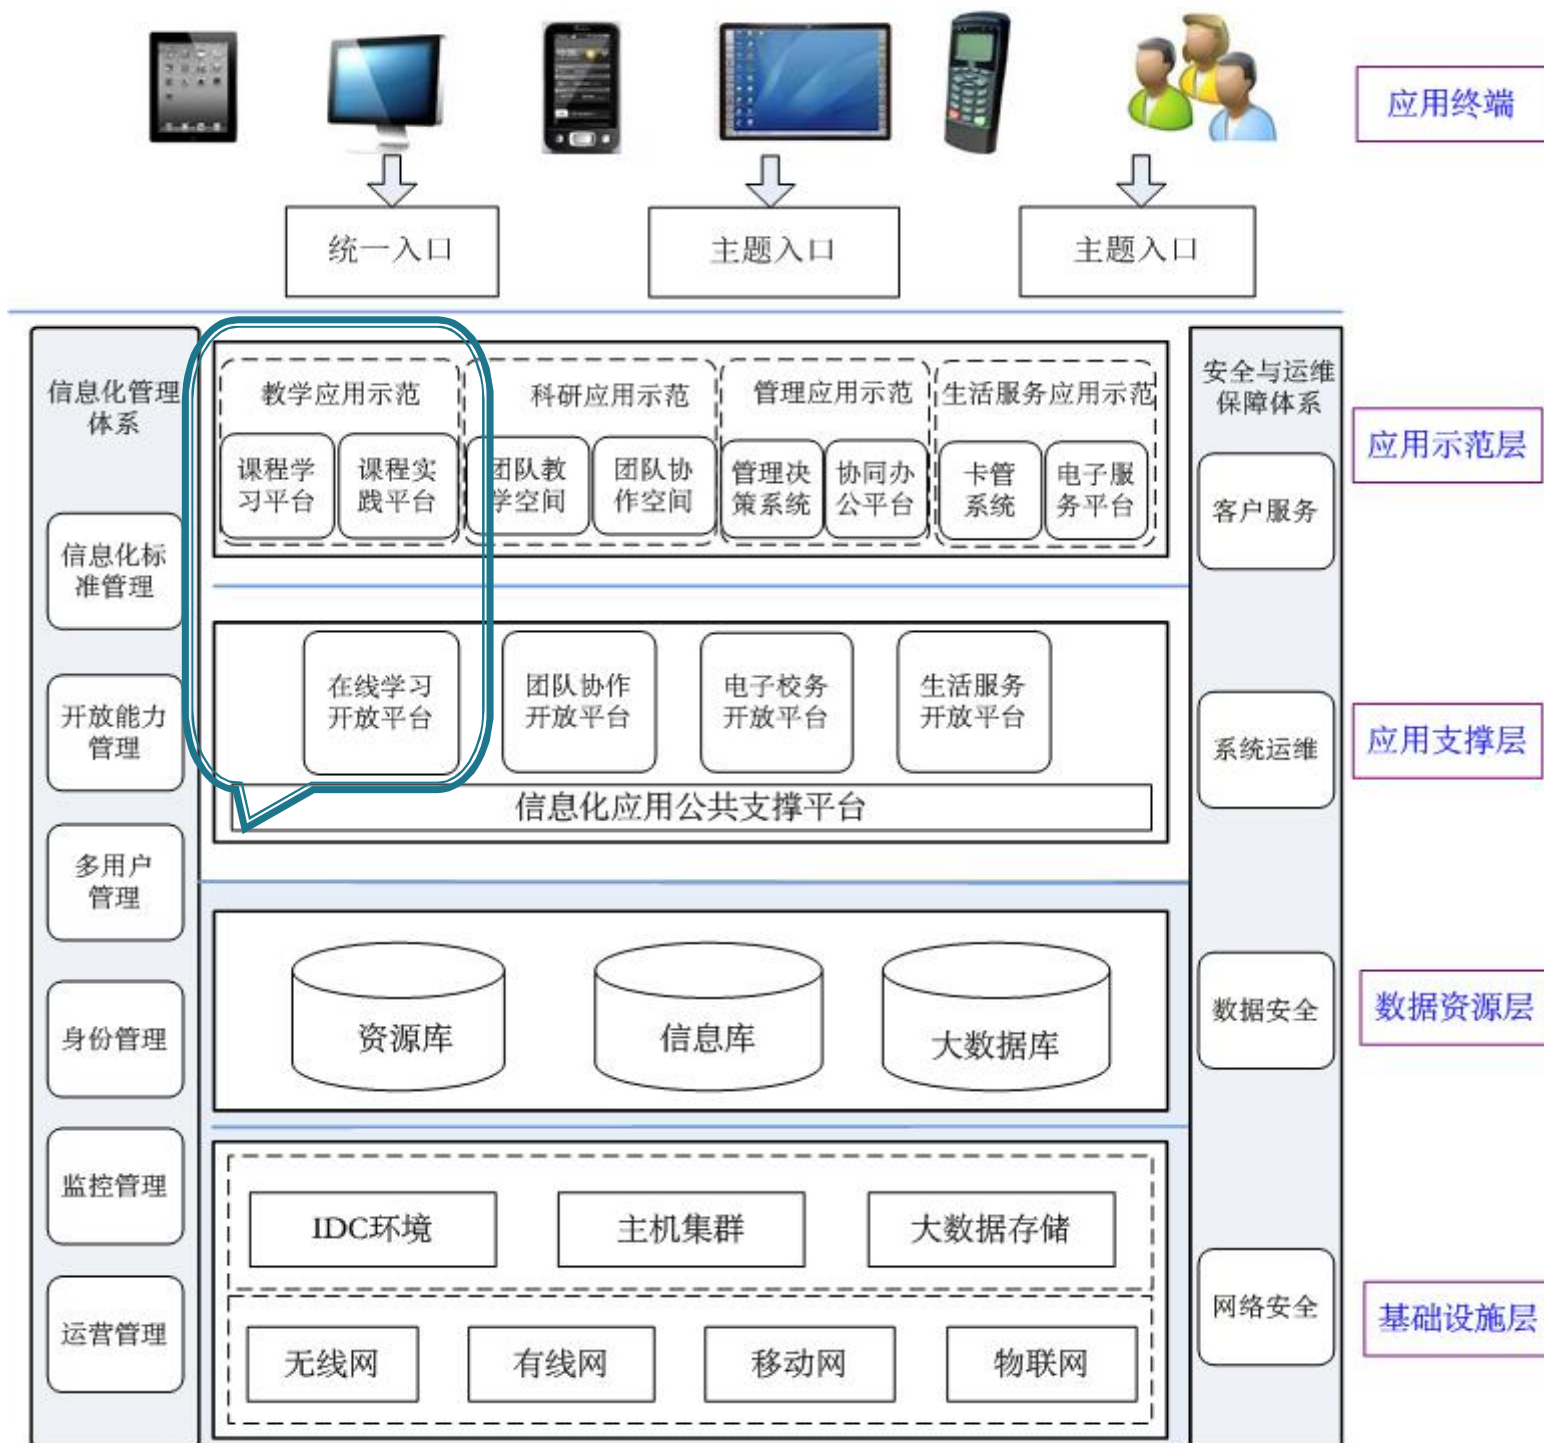 应用终端
统一入口
主题入口
主题入口
信息化管理
体系
信息化标
准管理
开放能力
管理
多用户
管理
身份管理
监控管理
运营管理
教学应用示范
课程学
习平台
课程实
践平台
科研应用示范
团队教
学空间
团队协
作空间
管理应用示范
管理决
策系统
协同办
公平台
生活服务应用示范
卡管
系统
电子服
务平台
应用示范层
在线学习
开放平台
团队协作
开放平台
电子校务
开放平台
生活服务
开放平台
信息化应用公共支撑平台
应用支撑层
资源库
信息库
大数据库
数据资源层
IDC环境
主机集群
大数据存储
无线网
有线网
移动网
物联网
基础设施层
安全与运维
保障体系
客户服务
系统运维
数据安全
网络安全